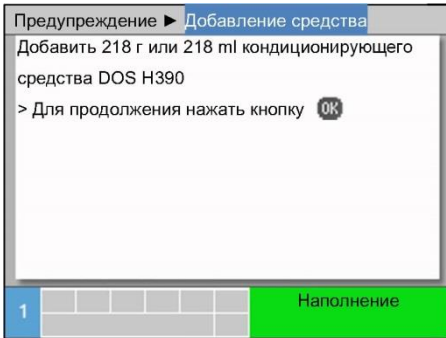 Предупреждение ► Добавление средства
Добавить 218 г или 218 ml кондиционирующего
средства DOS H390
> Для продолжения нажать кнопку OK
1
Наполнение